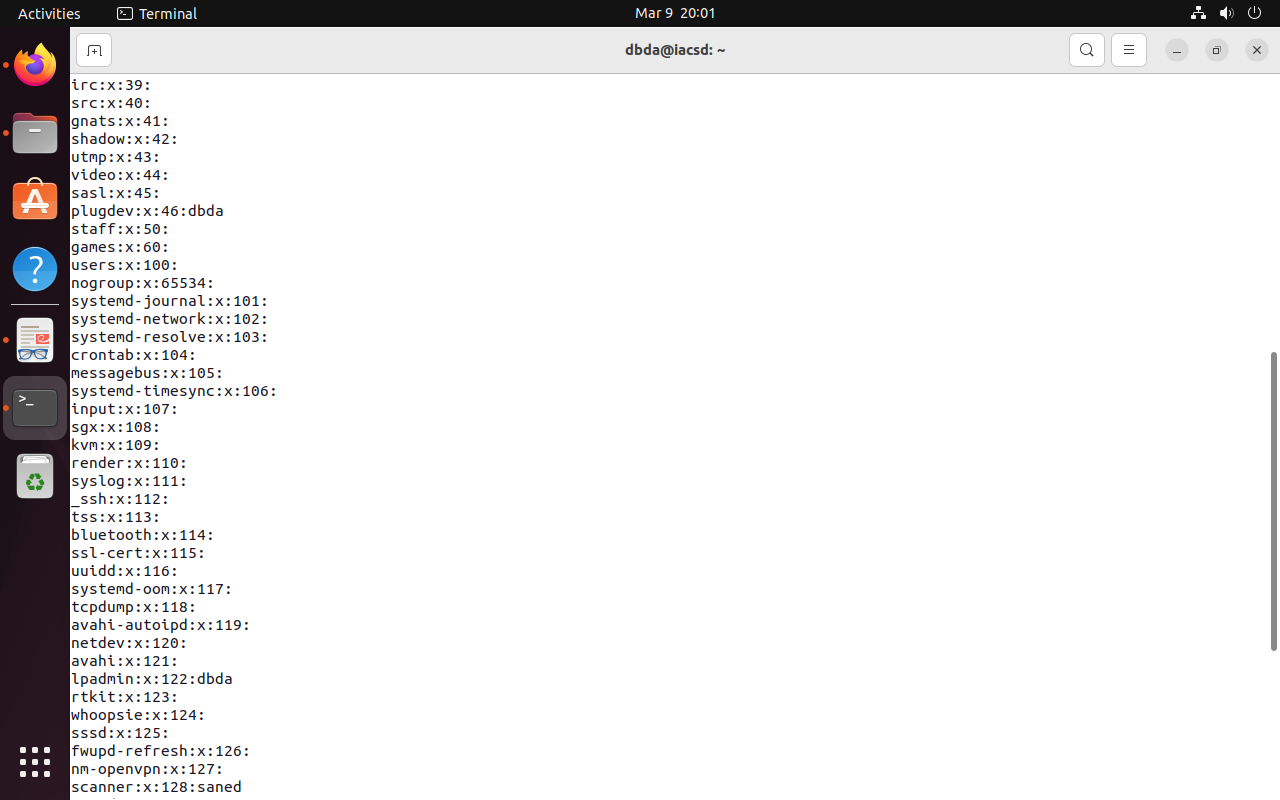 Activities
Terminal
Mar 9 20:01
dbda@iacsd: ~
irc:x:39:
src:x:40:
gnats:x:41:
shadow:x:42:
utmp:x:43:
video:x:44:
sasl:x:45:
plugdev:x:46:dbda
staff:x:50:
games:x:60:
users:x:100:
nogroup:x:65534:
systemd-journal:x:101:
systemd-network:x:102:
systemd-resolve:x:103:
crontab:x:104:
messagebus:x:105:
systemd-timesync:x:106:
input:x:107:
sgx:x:108:
kvm:x:109:
render:x:110:
syslog:x:111:
_ssh:x:112:
tss:x:113:
bluetooth:x:114:
ssl-cert:x:115:
uuidd:x:116:
systemd-oom:x:117:
tcpdump:x:118:
avahi-autoipd:x:119:
netdev:x:120:
avahi:x:121:
lpadmin:x:122:dbda
rtkit:x:123:
whoopsie:x:124:
sssd:x:125:
fwupd-refresh:x:126:
nm-openvpn:x:127:
scanner:x:128:saned